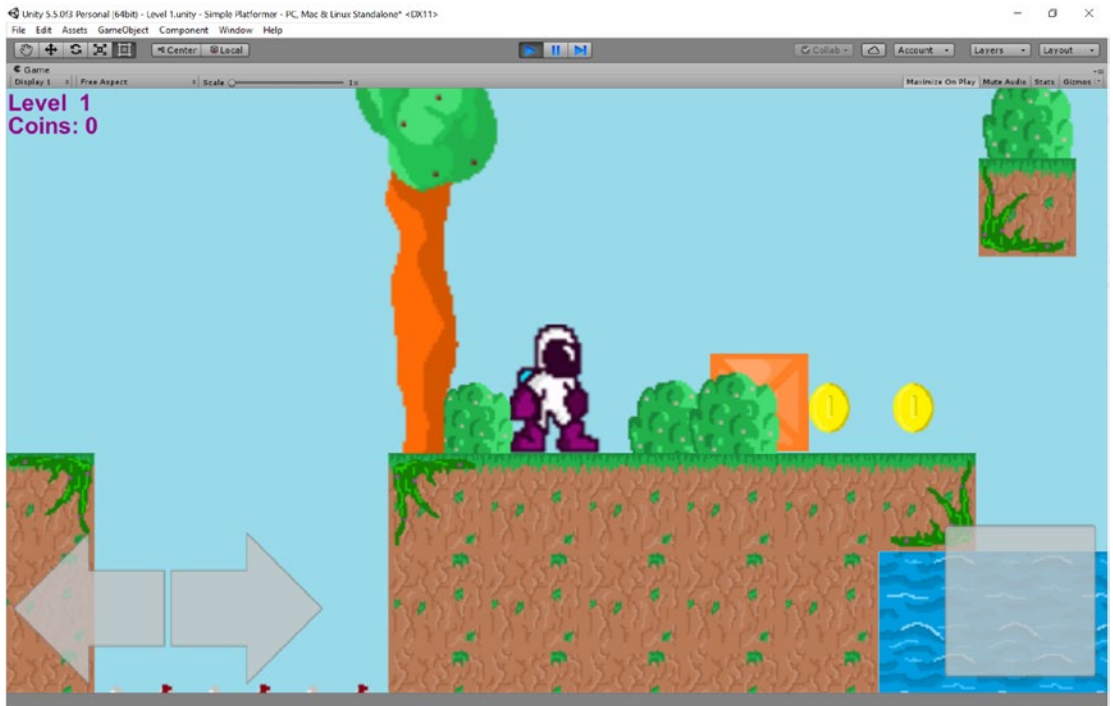 Unity 5.5.0f3 Personal (64bit) - Level 1.unity - Simple Platformer - PC, Mac & Linux Standalone* <DX11>
File Edit Assets GameObject Component Window Help
Center Local Collab Account Layers Layout
Game
Display 1 Free Aspect Scale 1x Maximize On Play Mute Audio Stats Gizmos
Level 1
Coins: 0
1 1